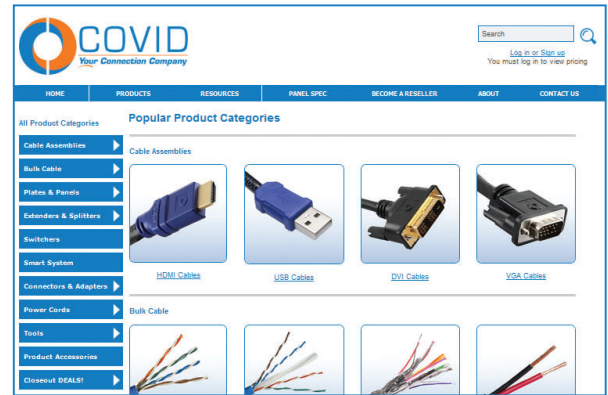 COVID
Your Connection Company
Search
Log in or Sign up
You must log in to view pricing
HOME PRODUCTS RESOURCES PANEL SPEC BECOME A RESELLER ABOUT CONTACT US
All Product Categories
Cable Assemblies
Bulk Cable
Plates & Panels
Extenders & Splitters
Switchers
Smart System
Connectors & Adapters
Power Cords
Tools
Product Accessories
Closeout DEALS!
Popular Product Categories
Cable Assemblies
HDMI Cables
USB Cables
DVI Cables
VGA Cables
Bulk Cable